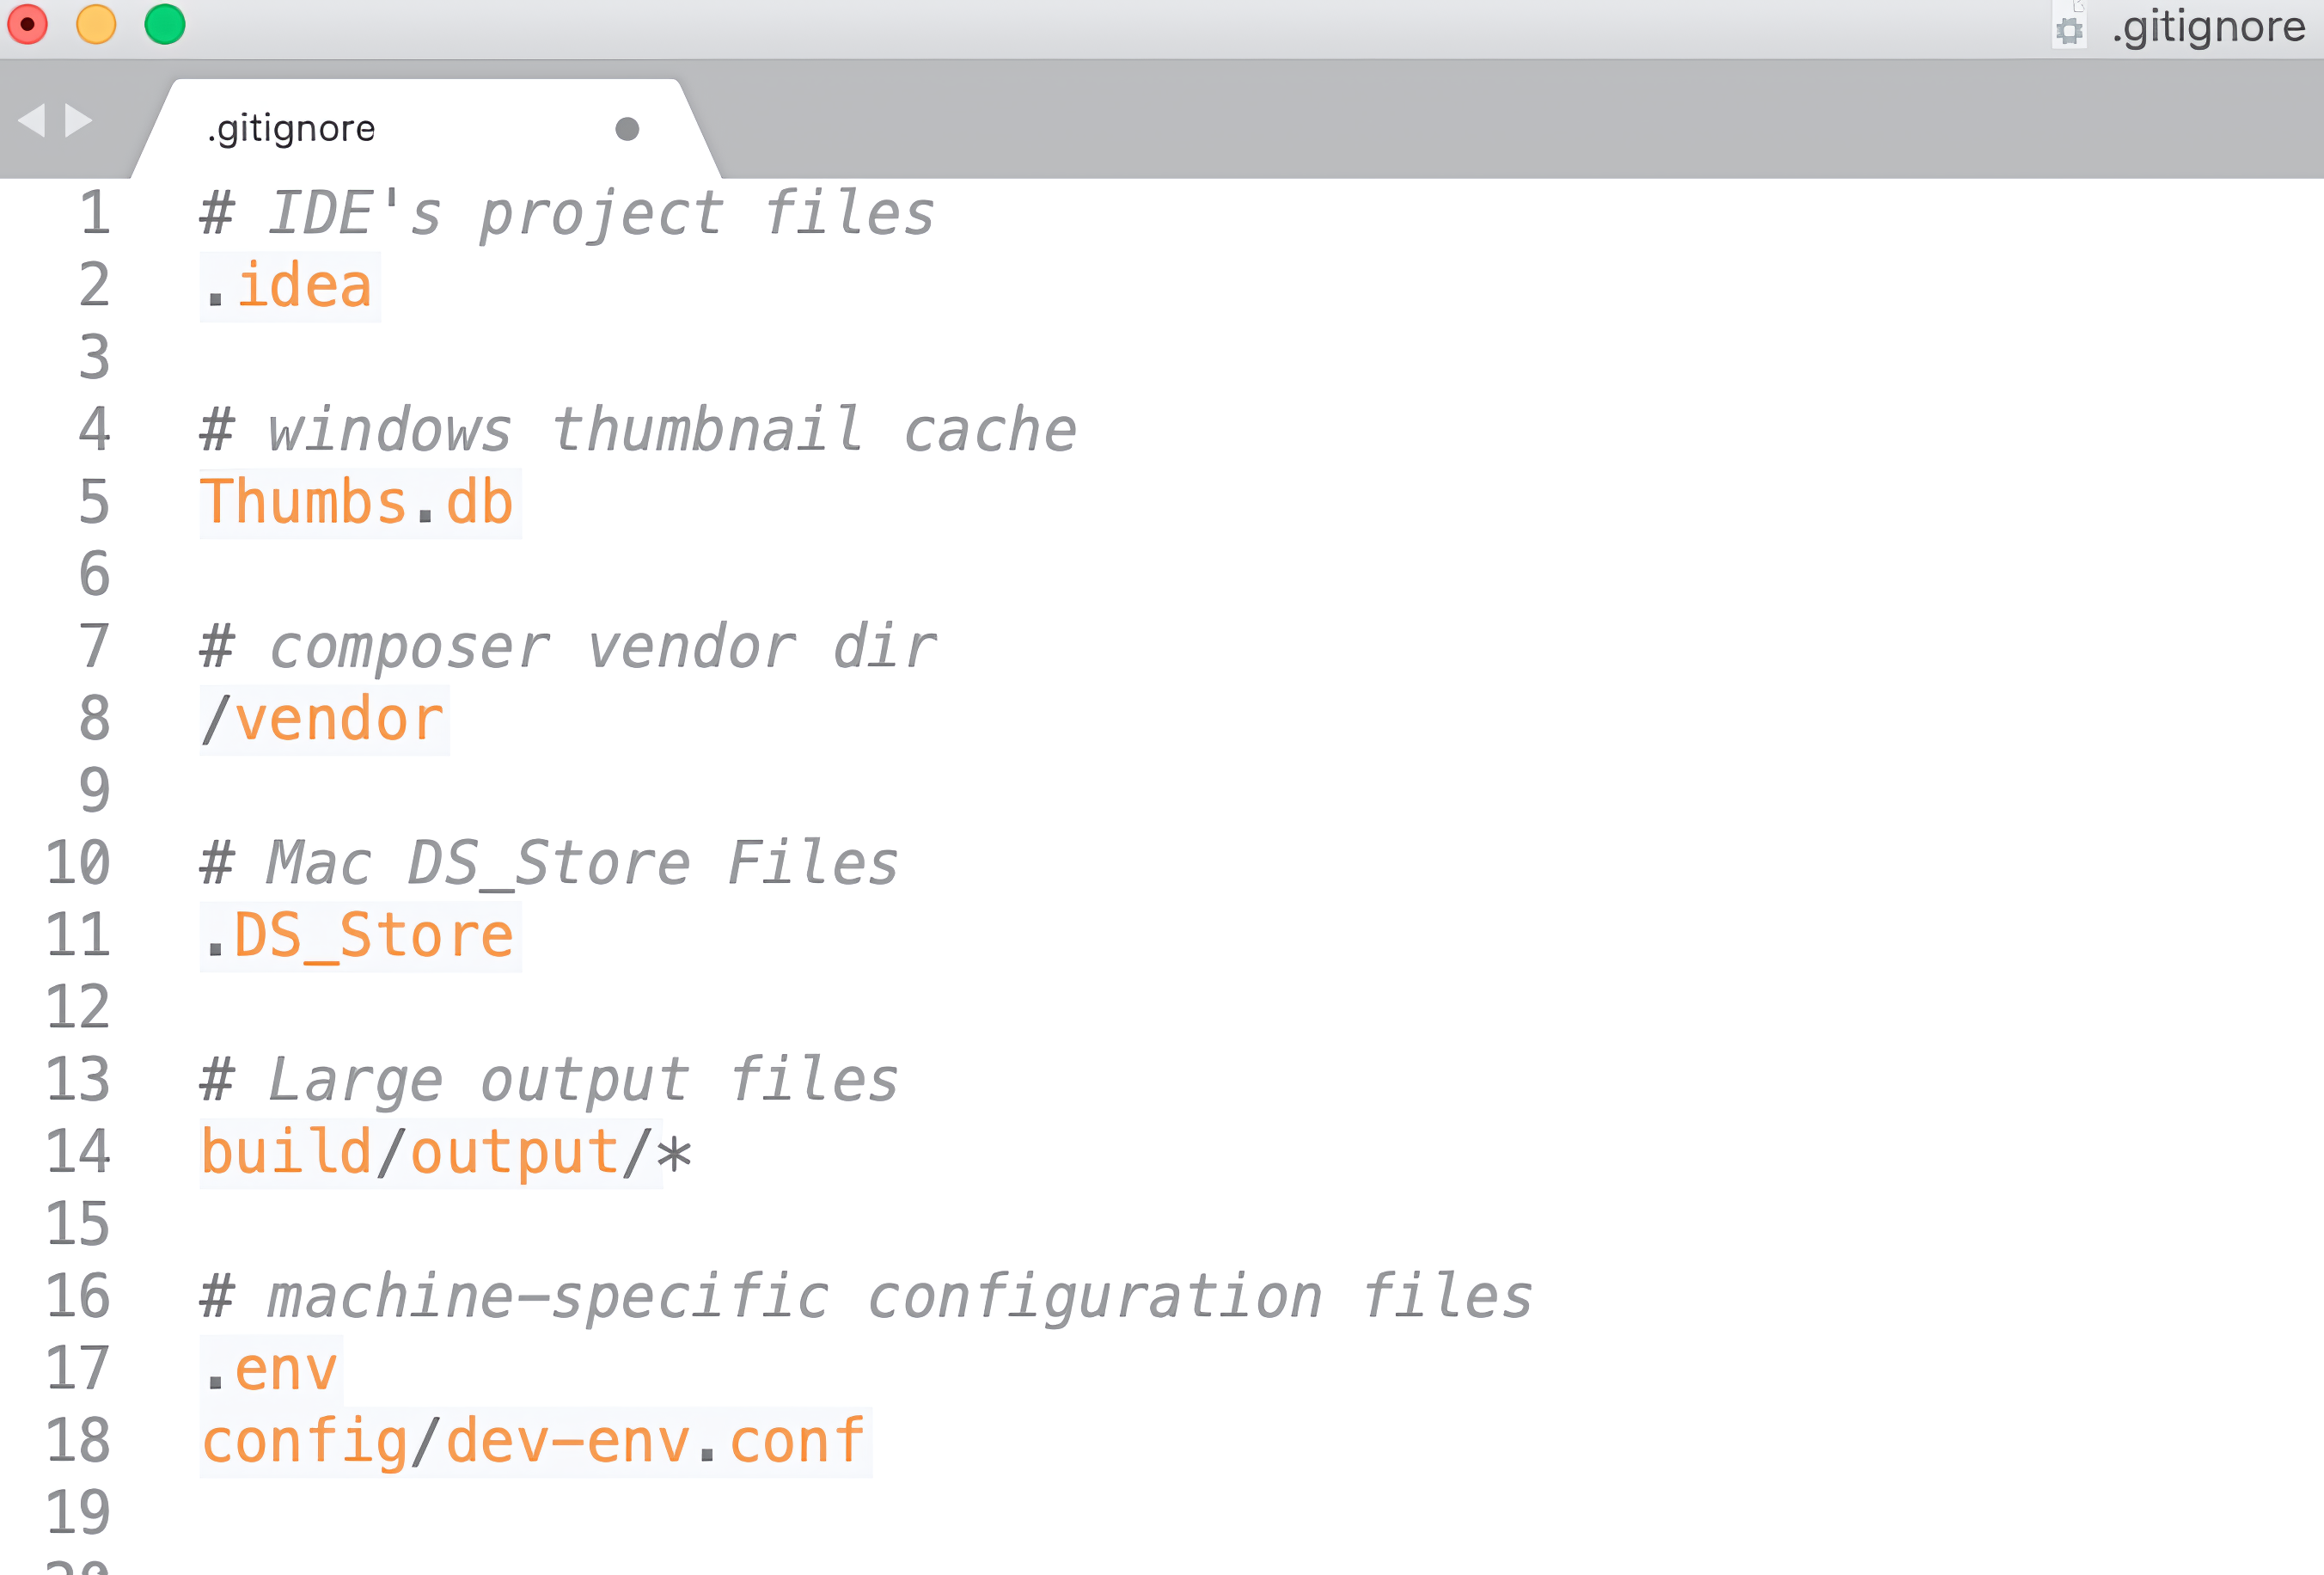 .gitignore
.gitignore
1 # IDE's project files
2 .idea
3
4 # windows thumbnail cache
5 Thumbs.db
6
7 # composer vendor dir
8 /vendor
9
10 # Mac DS_Store Files
11 .DS_Store
12
13 # Large output files
14 build/output/*
15
16 # machine-specific configuration files
17 .env
18 config/dev-env.conf
19
20